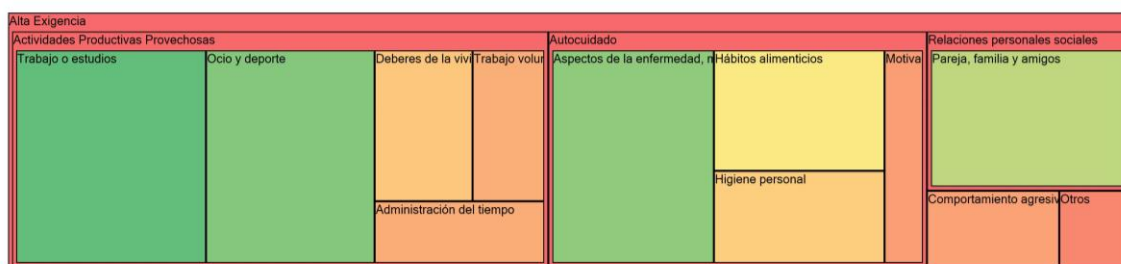 Alta Exigencia
Actividades Productivas Provechosas
Trabajo o estudios
Ocio y deporte
Deberes de la vivi
Trabajo volun
Administración del tiempo
Autocuidado
Aspectos de la enfermedad, m
Hábitos alimenticios
Motiva
Higiene personal
Relaciones personales sociales
Pareja, familia y amigos
Comportamiento agresiv
Otros